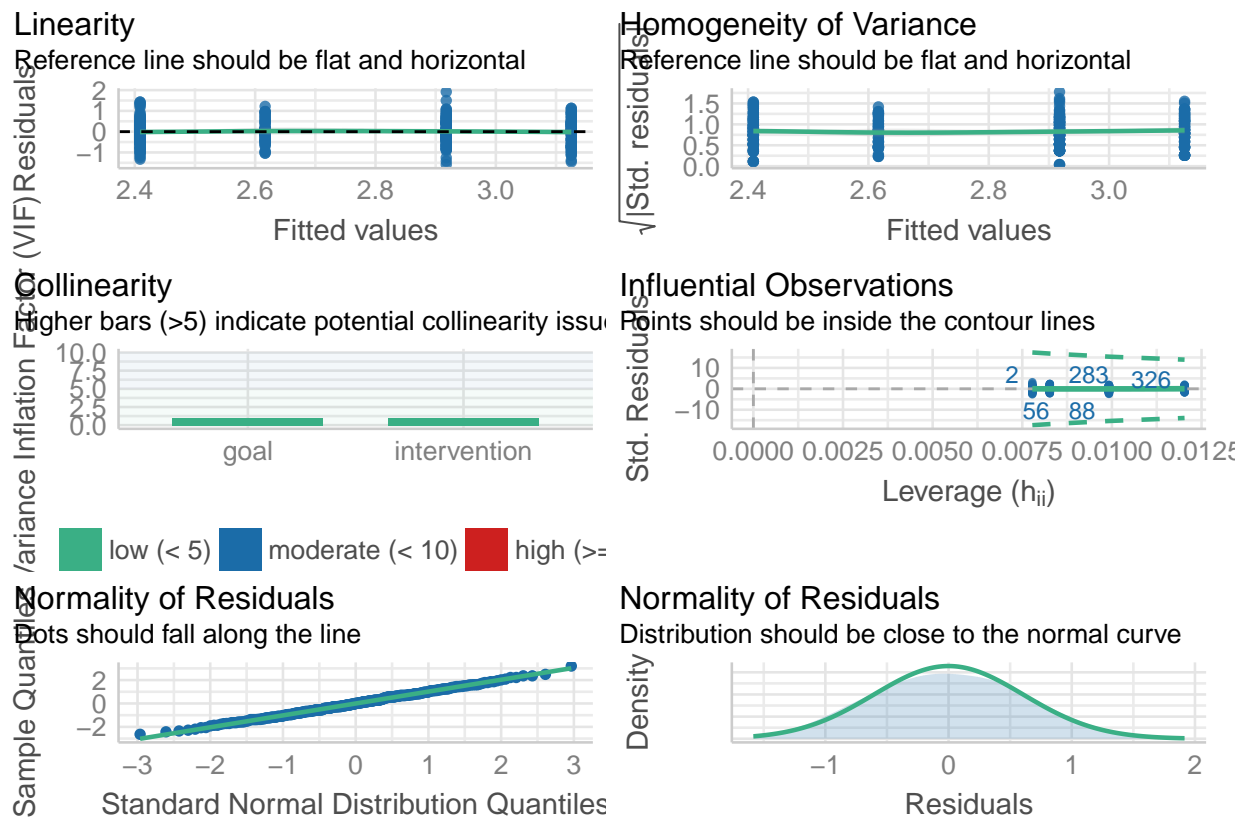 Linearity
Reference line should be flat and horizontal
Residuals
2
1
0
−1
2.4 2.6 2.8 3.0
Fitted values
Homogeneity of Variance
Reference line should be flat and horizontal
√|Std. residuals|
1.5
1.0
0.5
0.0
2.4 2.6 2.8 3.0
Fitted values
Collinearity
Higher bars (>5) indicate potential collinearity issu
Variance Inflation Factor (VIF)
10.0
7.5
5.0
2.5
0.0
goal intervention
low (< 5) moderate (< 10) high (>=
Influential Observations
Points should be inside the contour lines
Std. Residuals
10
0
−10
2 283 326
56 88
0.0000 0.0025 0.0050 0.0075 0.0100 0.0125
Leverage (hii)
Normality of Residuals
Dots should fall along the line
Sample Quantiles
2
0
−2
−3 −2 −1 0 1 2 3
Standard Normal Distribution Quantiles
Normality of Residuals
Distribution should be close to the normal curve
Density
−1 0 1 2
Residuals